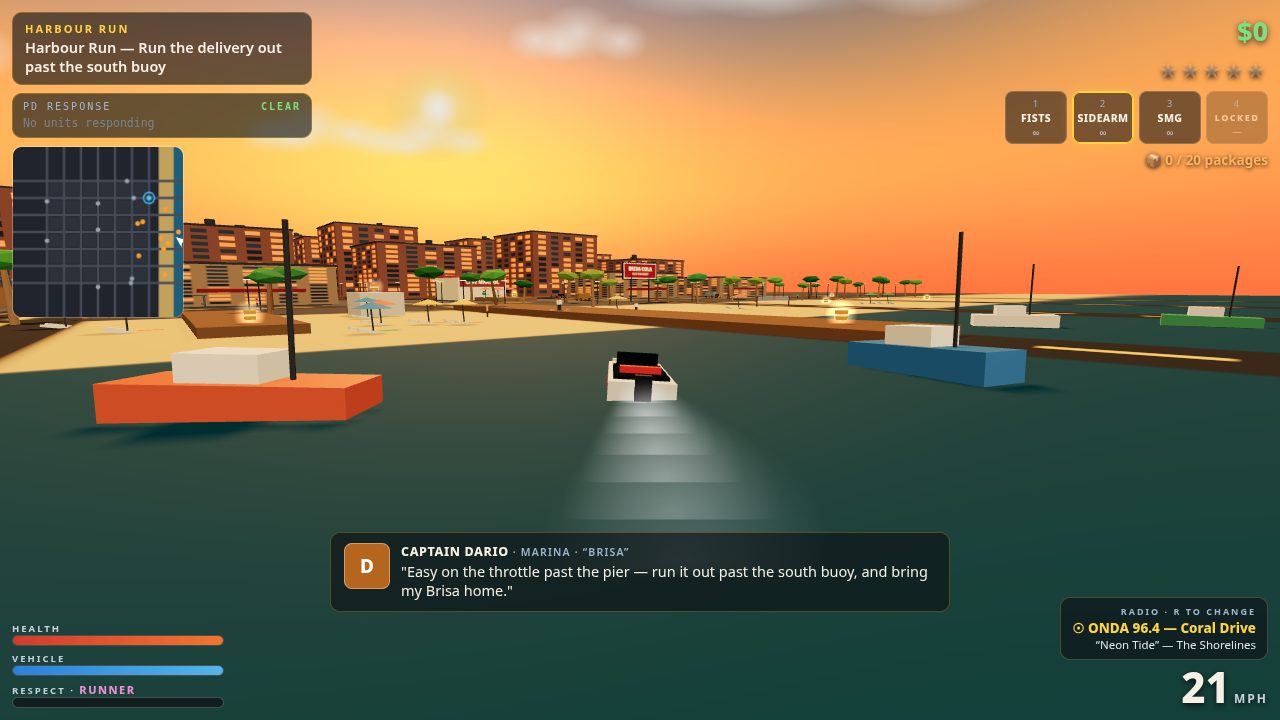 HARBOUR RUN
Harbour Run — Run the delivery out
past the south buoy
PD RESPONSE CLEAR
No units responding
$0
1
FISTS
∞
2
SIDEARM
∞
3
SMG
∞
4
LOCKED
—
0 / 20 packages
D
CAPTAIN DARIO · MARINA · “BRISA”
"Easy on the throttle past the pier — run it out past the south buoy, and bring
my Brisa home."
HEALTH
VEHICLE
RESPECT · RUNNER
RADIO · R TO CHANGE
ONDA 96.4 — Coral Drive
“Neon Tide” — The Shorelines
21 MPH